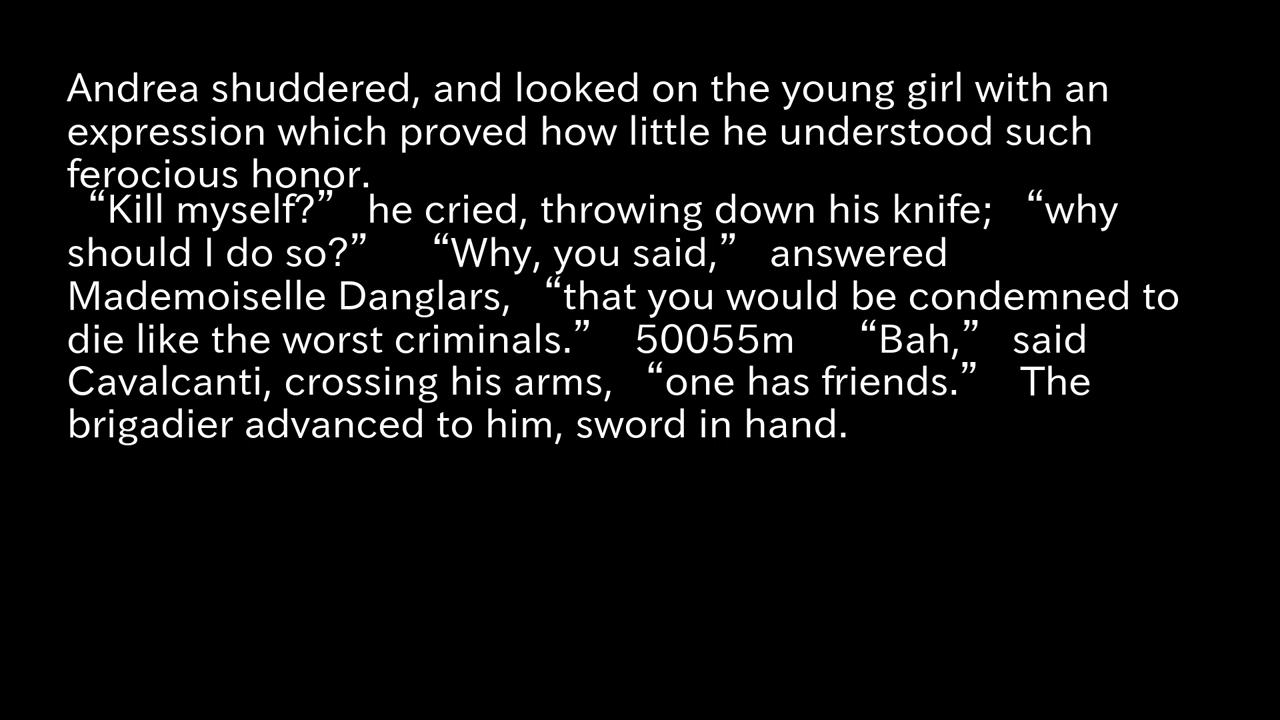 Andrea shuddered, and looked on the young girl with an
expression which proved how little he understood such
ferocious honor.
“Kill myself?” he cried, throwing down his knife; “why
should I do so?” “Why, you said,” answered
Mademoiselle Danglars, “that you would be condemned to
die like the worst criminals.” 50055m “Bah,” said
Cavalcanti, crossing his arms, “one has friends.” The
brigadier advanced to him, sword in hand.